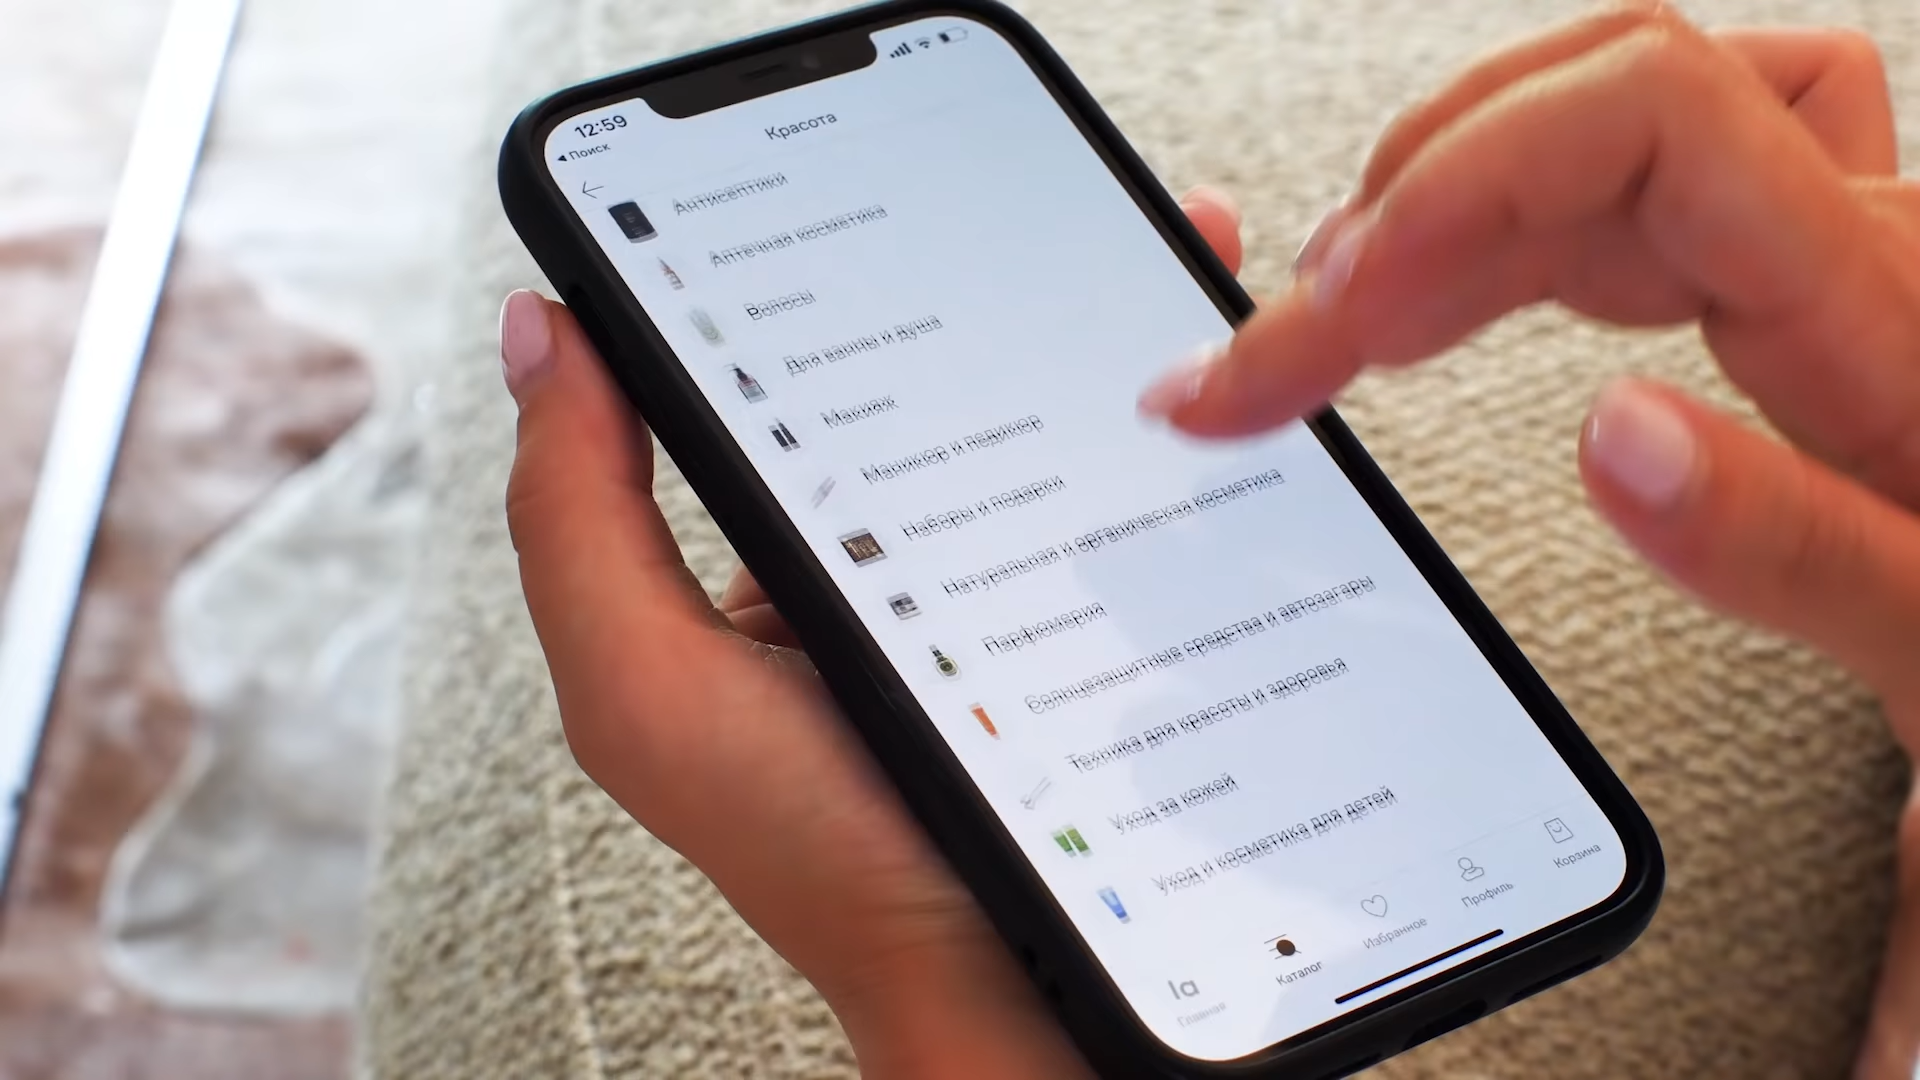 12:59
Поиск
Красота
Антисептики
Аптечная косметика
Волосы
Для ванны и душа
Макияж
Маникюр и педикюр
Наборы и подарки
Натуральная и органическая косметика
Парфюмерия
Солнцезащитные средства и автозагары
Техника для красоты и здоровья
Уход за кожей
Уход и косметика для детей
la
Главная
Каталог
Избранное
Профиль
Корзина